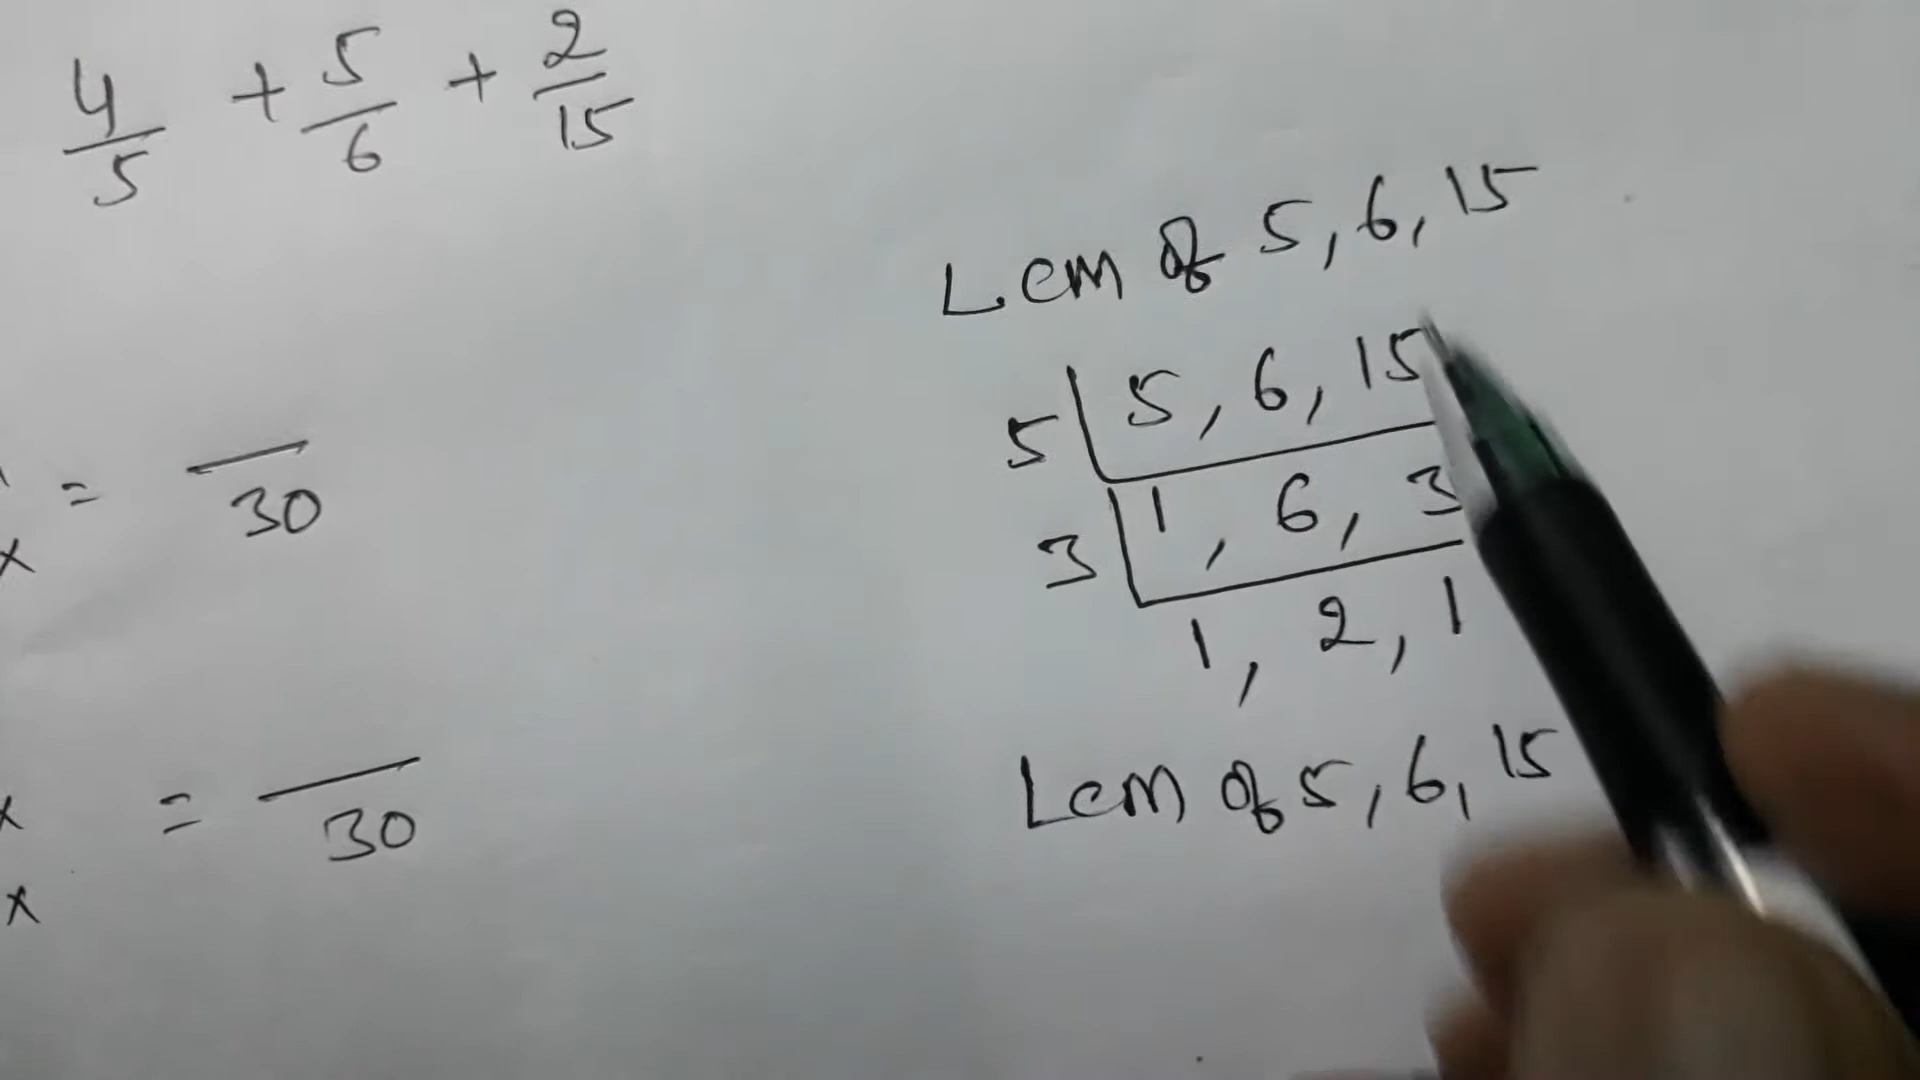 4/5 + 5/6 + 2/15
Lcm of 5, 6, 15
5 | 5, 6, 15
3 | 1, 6, 3
1, 2, 1
Lcm of 5, 6, 15
= —/30
x
x = —/30
x